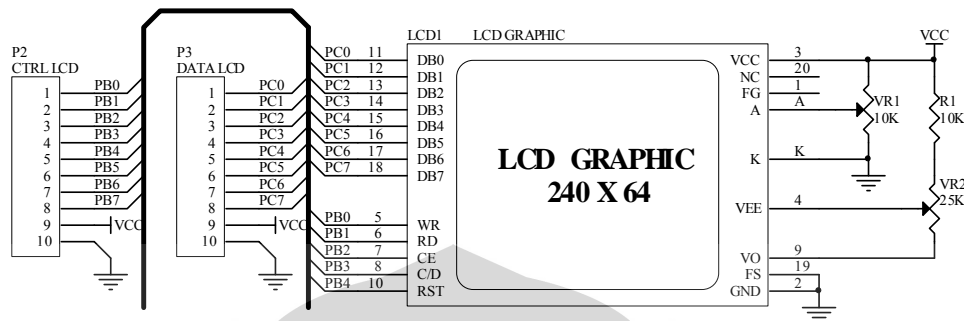 P2
CTRL LCD
1 PB0
2 PB1
3 PB2
4 PB3
5 PB4
6 PB5
7 PB6
8 PB7
9 VCC
10
P3
DATA LCD
1 PC0
2 PC1
3 PC2
4 PC3
5 PC4
6 PC5
7 PC6
8 PC7
9 VCC
10
LCD1 LCD GRAPHIC
PC0 11 DB0
PC1 12 DB1
PC2 13 DB2
PC3 14 DB3
PC4 15 DB4
PC5 16 DB5
PC6 17 DB6
PC7 18 DB7
PB0 5 WR
PB1 6 RD
PB2 7 CE
PB3 8 C/D
PB4 10 RST
LCD GRAPHIC
240 X 64
VCC 3
NC 20
FG 1
A A
K K
VEE 4
VO 9
FS 19
GND 2
VCC
VR1
10K
R1
10K
VR2
25K